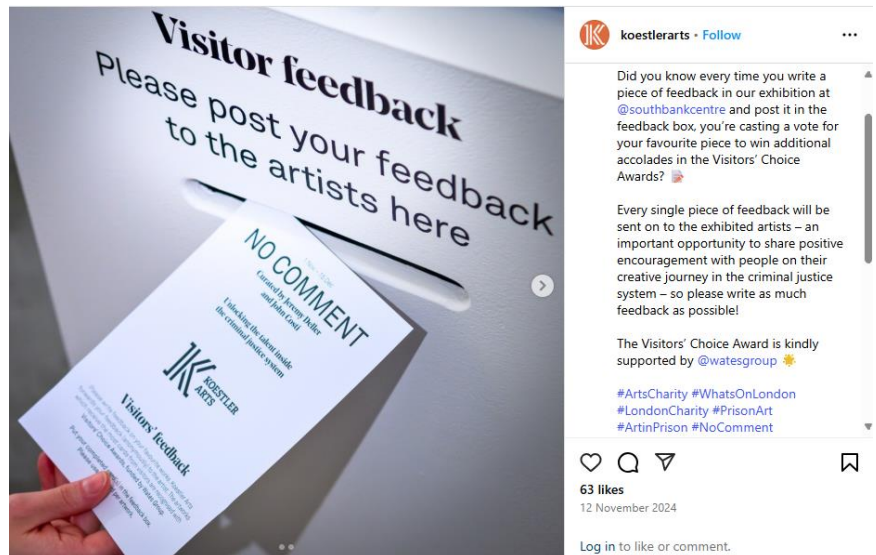 Visitor feedback
Please post your feedback
to the artists here
NO COMMENT
Curated by Jeremy Deller
and John Costi
Unlocking the talent inside
the criminal justice system
KOESTLER
ARTS
Visitors' feedback
koestlerarts • Follow
Did you know every time you write a
piece of feedback in our exhibition at
@southbankcentre and post it in the
feedback box, you're casting a vote for
your favourite piece to win additional
accolades in the Visitors' Choice
Awards? 📝
Every single piece of feedback will be
sent on to the exhibited artists – an
important opportunity to share positive
encouragement with people on their
creative journey in the criminal justice
system – so please write as much
feedback as possible!
The Visitors' Choice Award is kindly
supported by @watesgroup 🌟
#ArtsCharity #WhatsOnLondon
#LondonCharity #PrisonArt
#ArtinPrison #NoComment
63 likes
12 November 2024
Log in to like or comment.